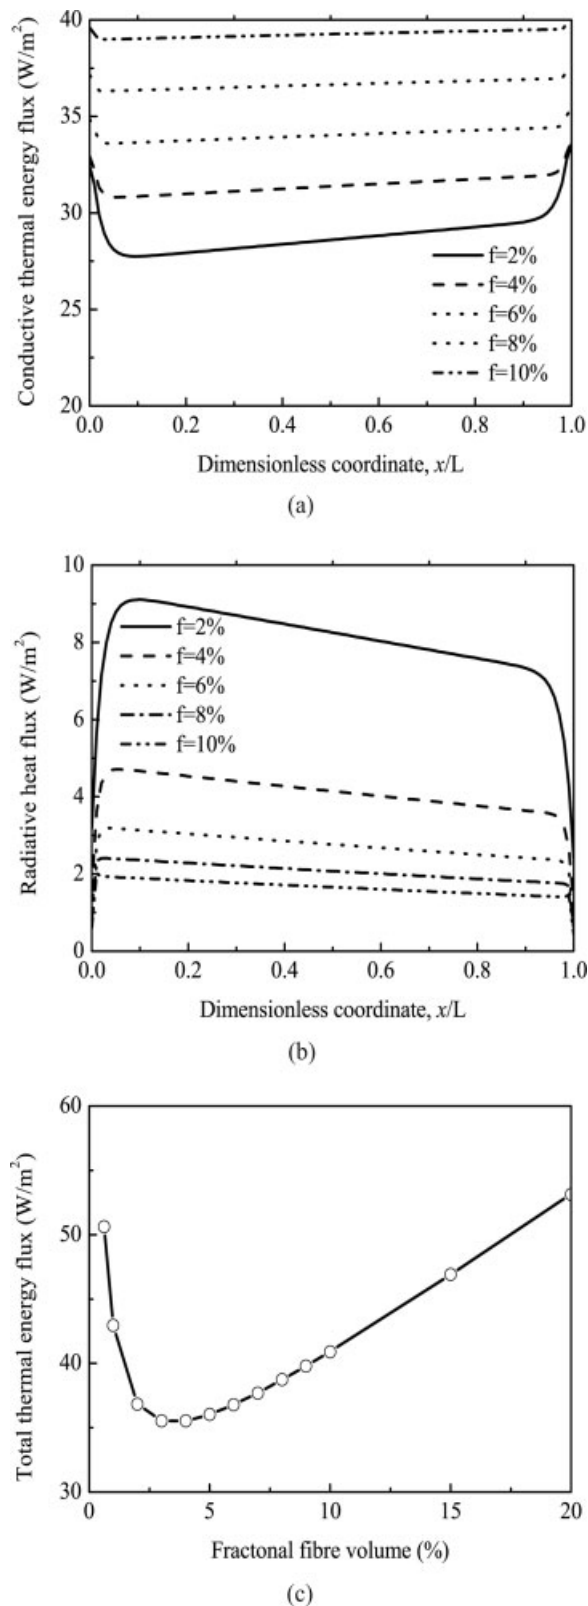 Conductive thermal energy flux (W/m²)
40
35
30
25
20
f=2%
f=4%
f=6%
f=8%
f=10%
0.0 0.2 0.4 0.6 0.8 1.0
Dimensionless coordinate, x/L
(a)
Radiative heat flux (W/m²)
10
8
6
4
2
0
f=2%
f=4%
f=6%
f=8%
f=10%
0.0 0.2 0.4 0.6 0.8 1.0
Dimensionless coordinate, x/L
(b)
Total thermal energy flux (W/m²)
60
50
40
30
0 5 10 15 20
Fractonal fibre volume (%)
(c)